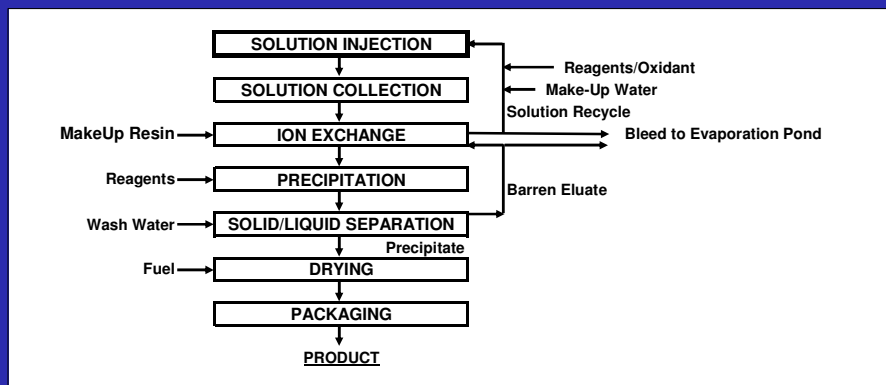 SOLUTION INJECTION
Reagents/Oxidant
SOLUTION COLLECTION
Make-Up Water
Solution Recycle
MakeUp Resin
ION EXCHANGE
Bleed to Evaporation Pond
Reagents
PRECIPITATION
Barren Eluate
Wash Water
SOLID/LIQUID SEPARATION
Precipitate
Fuel
DRYING
PACKAGING
PRODUCT